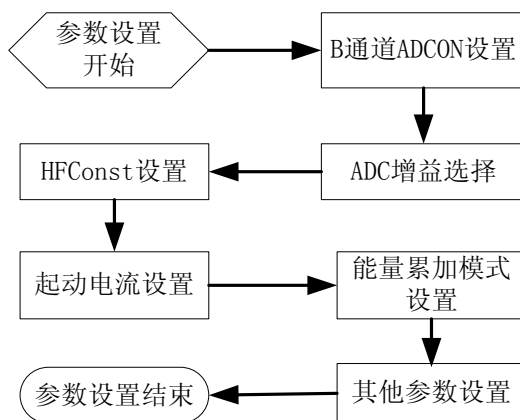 参数设置
开始
B通道ADCON设置
ADC增益选择
HFConst设置
起动电流设置
能量累加模式
设置
其他参数设置
参数设置结束